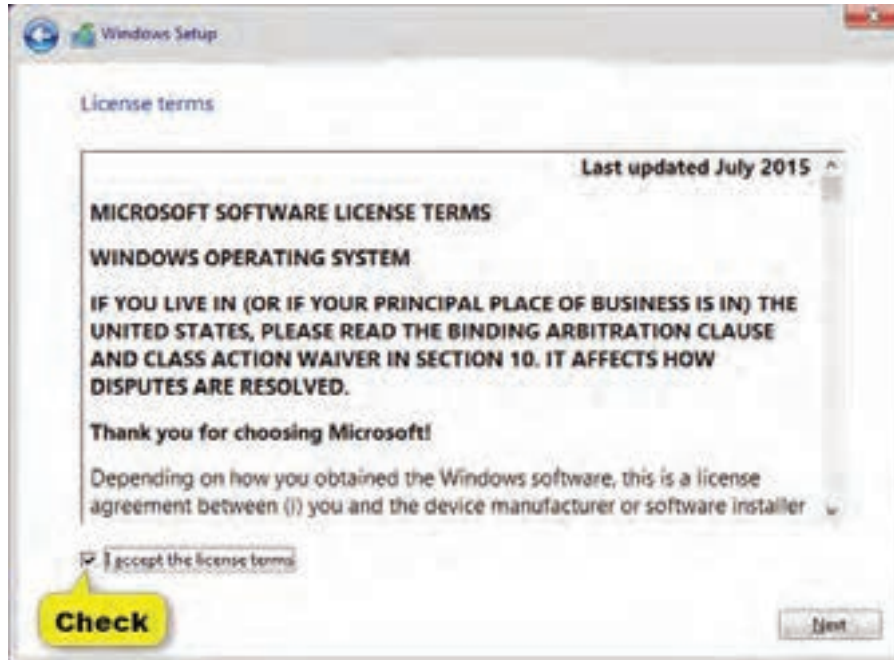 Windows Setup
License terms
Last updated July 2015
MICROSOFT SOFTWARE LICENSE TERMS
WINDOWS OPERATING SYSTEM
IF YOU LIVE IN (OR IF YOUR PRINCIPAL PLACE OF BUSINESS IS IN) THE
UNITED STATES, PLEASE READ THE BINDING ARBITRATION CLAUSE
AND CLASS ACTION WAIVER IN SECTION 10. IT AFFECTS HOW
DISPUTES ARE RESOLVED.
Thank you for choosing Microsoft!
Depending on how you obtained the Windows software, this is a license
agreement between (i) you and the device manufacturer or software installer
I accept the license terms
Check
Next